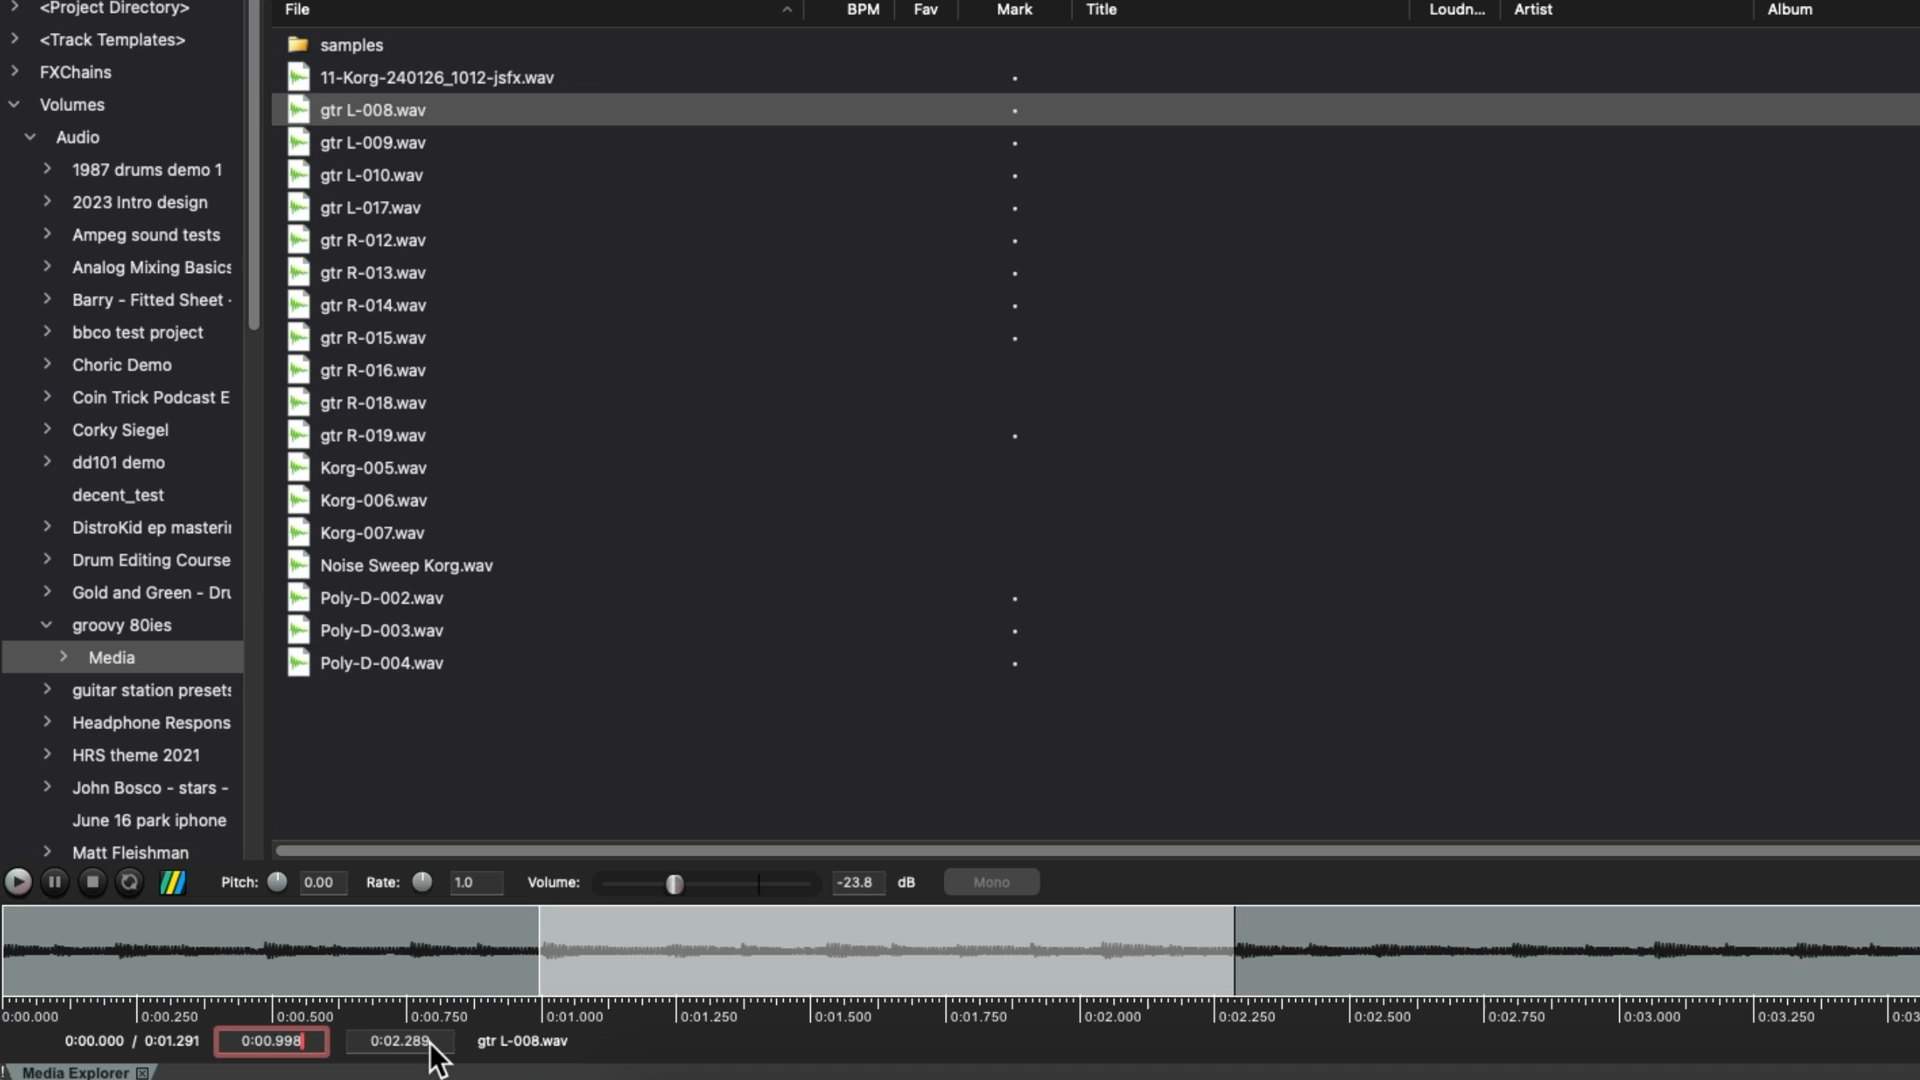 <Project Directory>
<Track Templates>
FXChains
Volumes
Audio
1987 drums demo 1
2023 Intro design
Ampeg sound tests
Analog Mixing Basics
Barry - Fitted Sheet -
bbco test project
Choric Demo
Coin Trick Podcast E
Corky Siegel
dd101 demo
decent_test
DistroKid ep masterin
Drum Editing Course
Gold and Green - Dru
groovy 80ies
Media
guitar station presets
Headphone Respons
HRS theme 2021
John Bosco - stars -
June 16 park iphone
Matt Fleishman
File BPM Fav Mark Title Loudn... Artist Album
samples
11-Korg-240126_1012-jsfx.wav
gtr L-008.wav
gtr L-009.wav
gtr L-010.wav
gtr L-017.wav
gtr R-012.wav
gtr R-013.wav
gtr R-014.wav
gtr R-015.wav
gtr R-016.wav
gtr R-018.wav
gtr R-019.wav
Korg-005.wav
Korg-006.wav
Korg-007.wav
Noise Sweep Korg.wav
Poly-D-002.wav
Poly-D-003.wav
Poly-D-004.wav
Pitch: 0.00 Rate: 1.0 Volume: -23.8 dB Mono
0:00.000 0:00.250 0:00.500 0:00.750 0:01.000 0:01.250 0:01.500 0:01.750 0:02.000 0:02.250 0:02.500 0:02.750 0:03.000 0:03.250 0:03
0:00.000 / 0:01.291 0:00.998 0:02.289 gtr L-008.wav
! Media Explorer